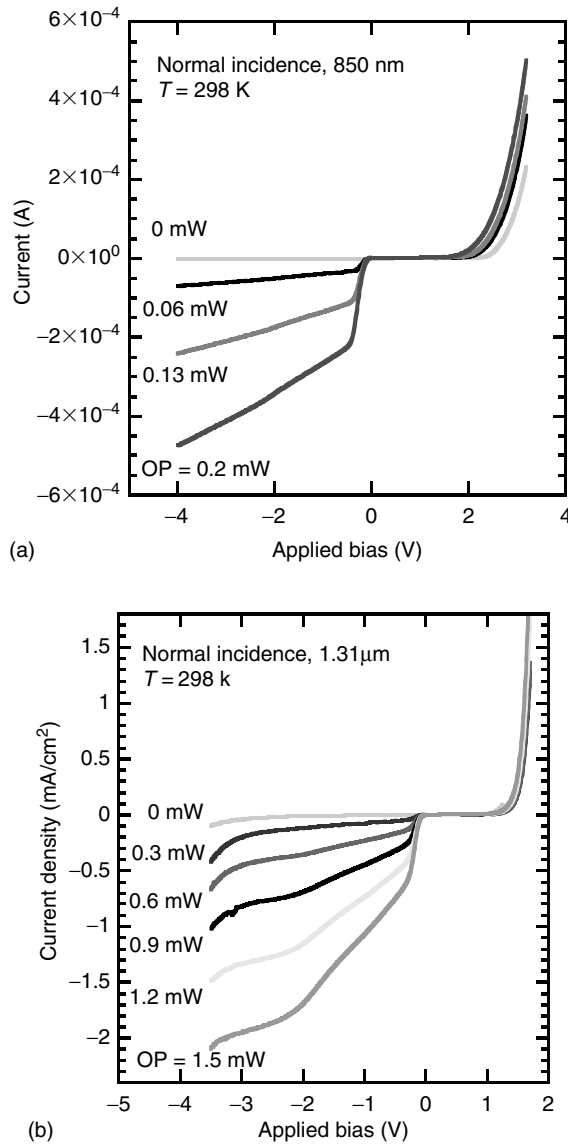 6×10⁻⁴
Normal incidence, 850 nm
T = 298 K
4×10⁻⁴
2×10⁻⁴
Current (A)
0 mW
0×10⁰
0.06 mW
−2×10⁻⁴
0.13 mW
−4×10⁻⁴
OP = 0.2 mW
−6×10⁻⁴
−4 −2 0 2 4
(a) Applied bias (V)
1.5
Normal incidence, 1.31μm
T = 298 k
1
0.5
Current density (mA/cm²)
0 mW
0
0.3 mW
−0.5
0.6 mW
−1
0.9 mW
−1.5
1.2 mW
−2
OP = 1.5 mW
−5 −4 −3 −2 −1 0 1 2
(b) Applied bias (V)